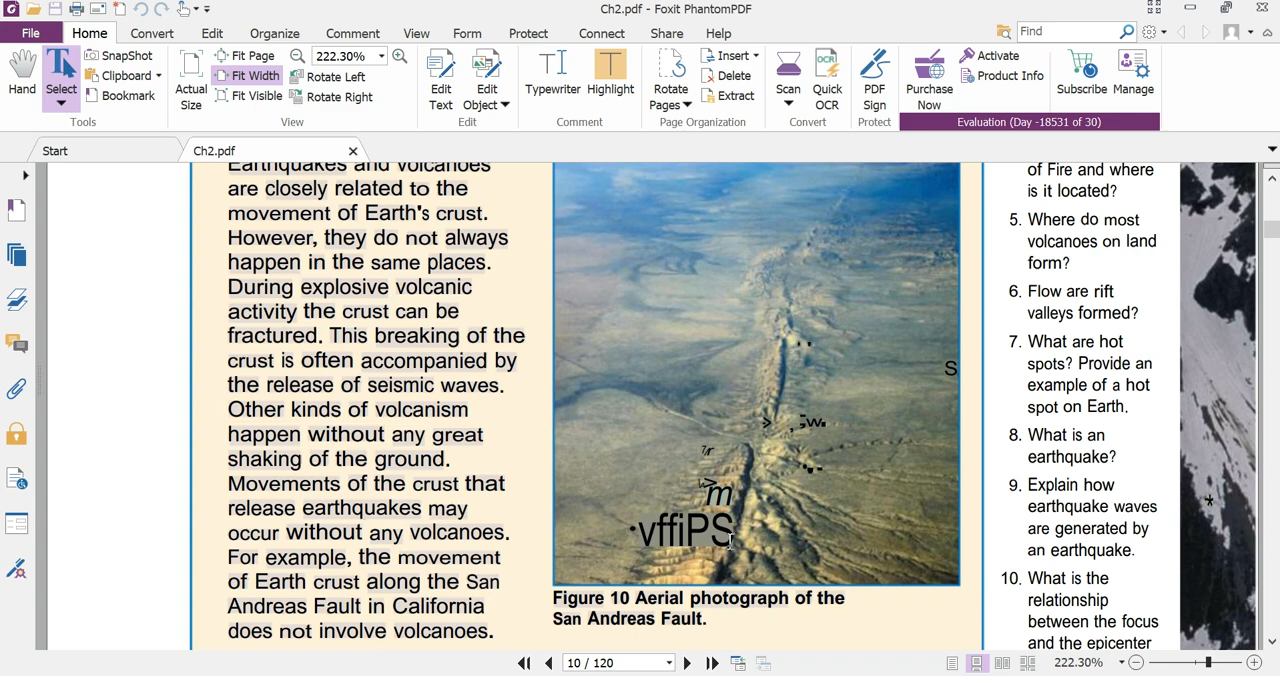 Ch2.pdf - Foxit PhantomPDF
File
Home
Convert
Edit
Organize
Comment
View
Form
Protect
Connect
Share
Help
Find
Hand
Select
SnapShot
Clipboard
Bookmark
Tools
Actual
Size
Fit Page
Fit Width
Fit Visible
222.30%
Rotate Left
Rotate Right
View
Edit
Text
Edit
Object
Edit
Typewriter
Highlight
Comment
Rotate
Pages
Insert
Delete
Extract
Page Organization
Scan
Quick
OCR
Convert
PDF
Sign
Protect
Purchase
Now
Activate
Product Info
Subscribe
Manage
Evaluation (Day -18531 of 30)
Start
Ch2.pdf
Earthquakes and volcanoes
are closely related to the
movement of Earth's crust.
However, they do not always
happen in the same places.
During explosive volcanic
activity the crust can be
fractured. This breaking of the
crust is often accompanied by
the release of seismic waves.
Other kinds of volcanism
happen without any great
shaking of the ground.
Movements of the crust that
release earthquakes may
occur without any volcanoes.
For example, the movement
of Earth crust along the San
Andreas Fault in California
does not involve volcanoes.
S
m
•vffiPS
Figure 10 Aerial photograph of the
San Andreas Fault.
of Fire and where
is it located?
5. Where do most
volcanoes on land
form?
6. Flow are rift
valleys formed?
7. What are hot
spots? Provide an
example of a hot
spot on Earth.
8. What is an
earthquake?
9. Explain how
earthquake waves
are generated by
an earthquake.
10. What is the
relationship
between the focus
and the epicenter
10 / 120
222.30%